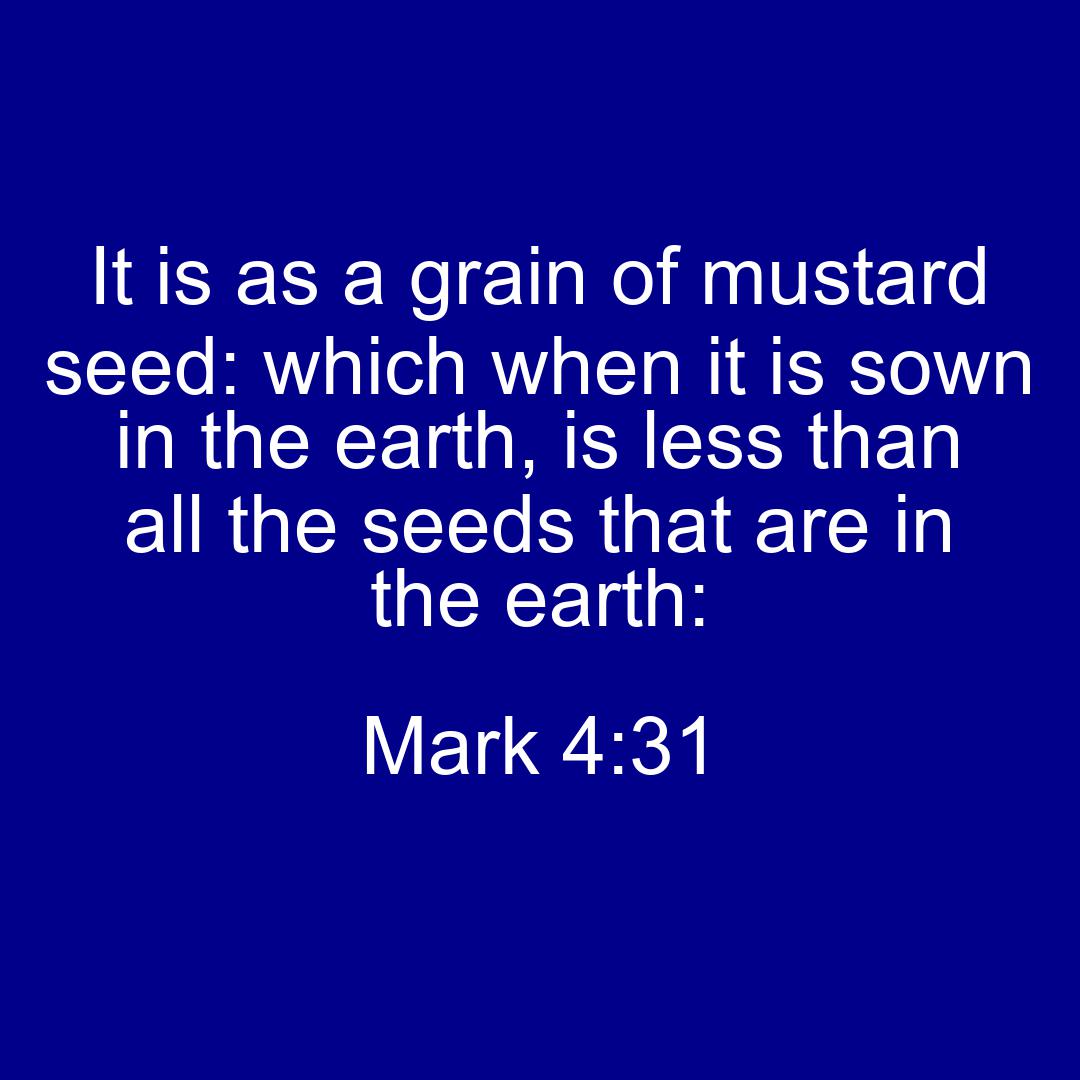 It is as a grain of mustard
seed: which when it is sown
in the earth, is less than
all the seeds that are in
the earth:
Mark 4:31